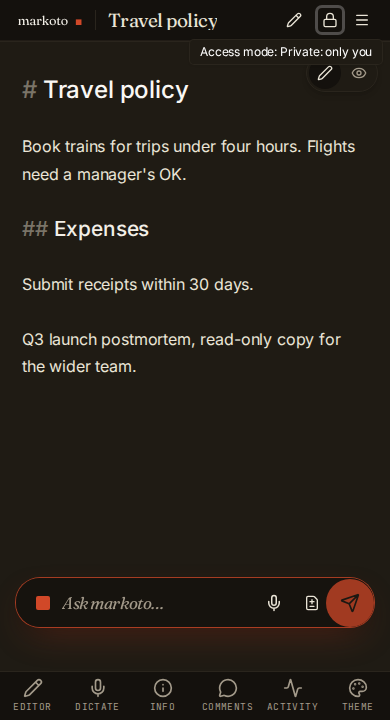 markoto
Travel policy
Access mode: Private: only you
# Travel policy
Book trains for trips under four hours. Flights
need a manager's OK.
## Expenses
Submit receipts within 30 days.
Q3 launch postmortem, read-only copy for
the wider team.
Ask markoto...
EDITOR DICTATE INFO COMMENTS ACTIVITY THEME